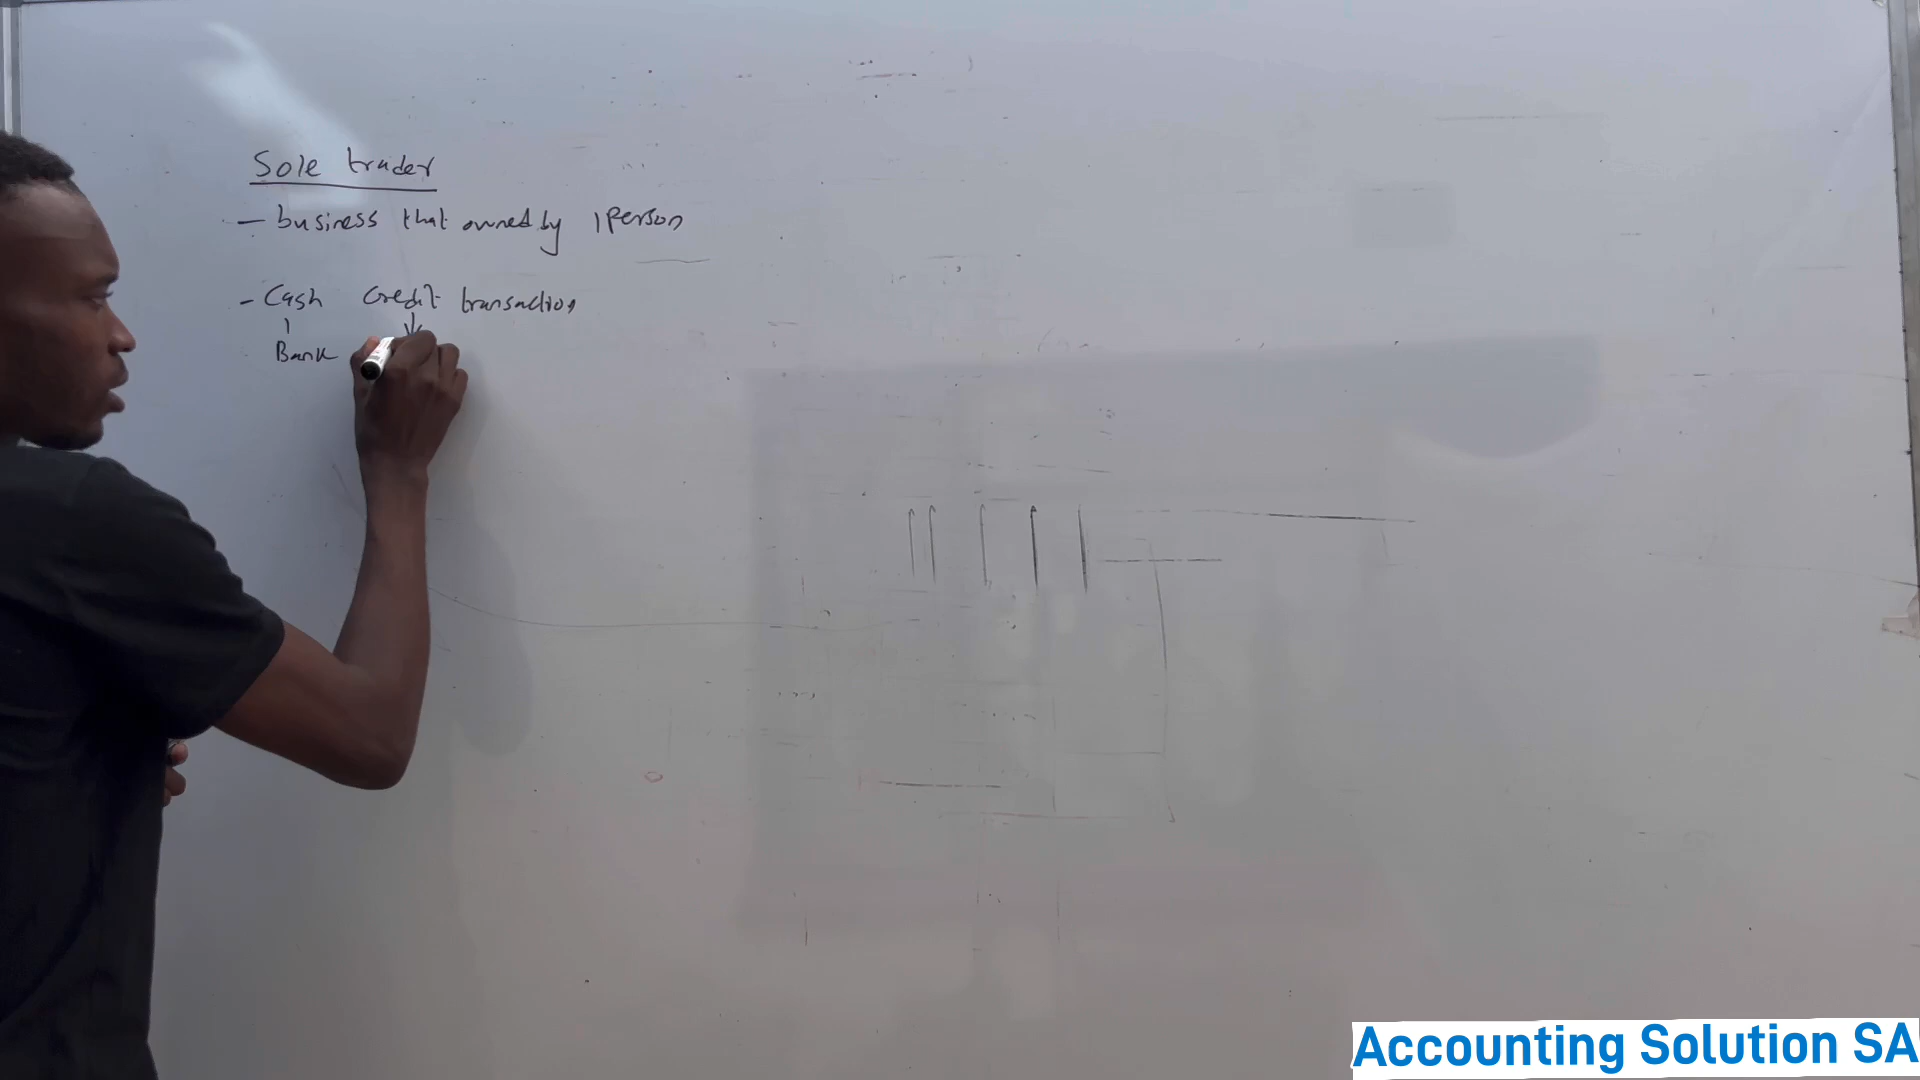 Sole trader
- business that owned by 1 person
- Cash credit transaction
Bank
Accounting Solution SA